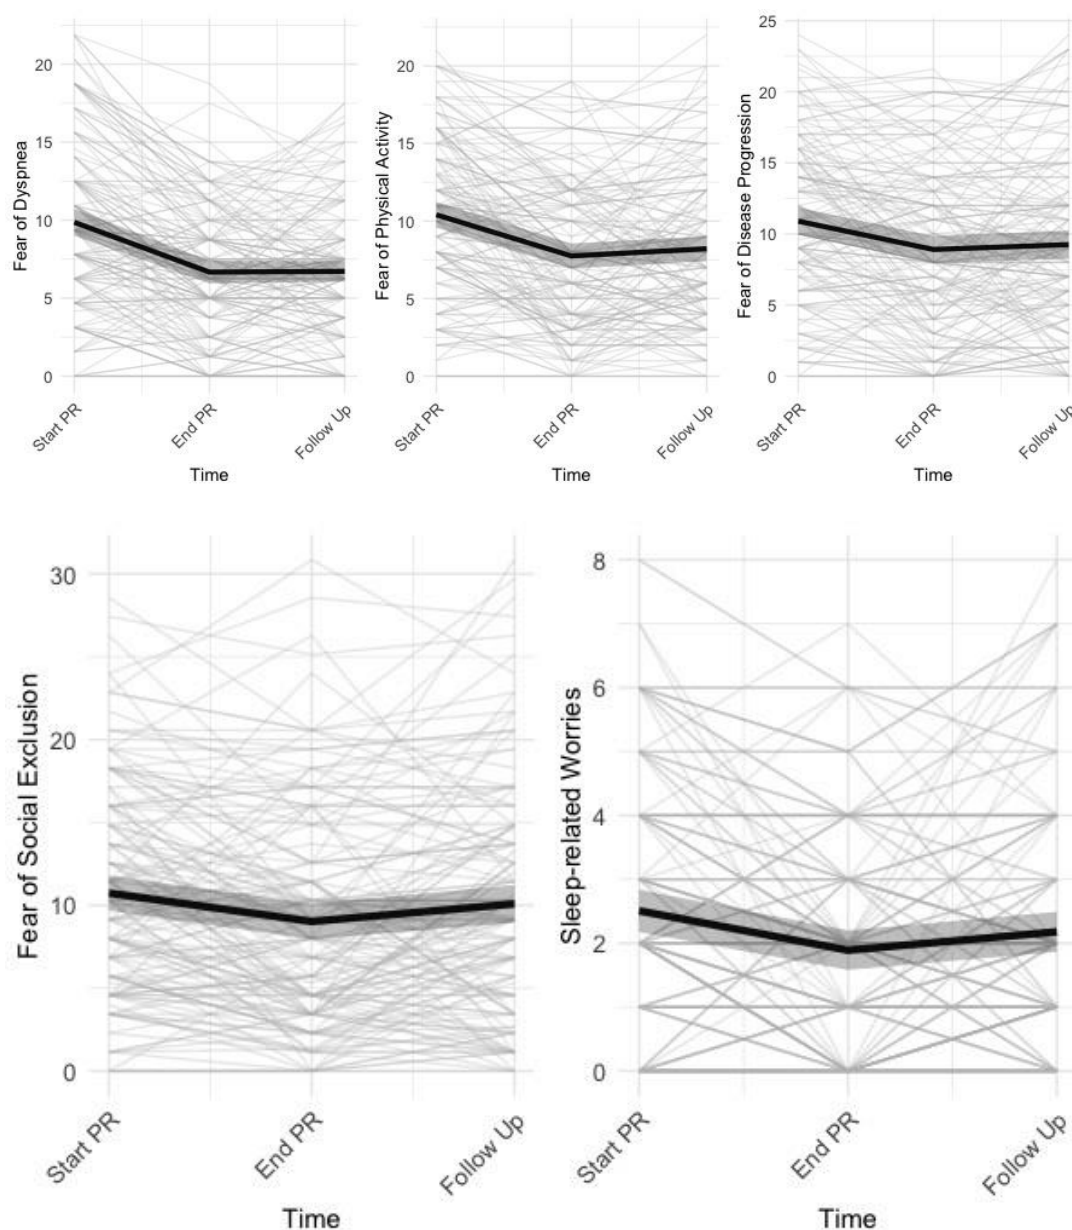 Fear of Dyspnea
20
15
10
5
0
Start PR
End PR
Follow Up
Time
Fear of Physical Activity
20
15
10
5
0
Start PR
End PR
Follow Up
Time
Fear of Disease Progression
25
20
15
10
5
0
Start PR
End PR
Follow Up
Time
Fear of Social Exclusion
30
20
10
0
Start PR
End PR
Follow Up
Time
Sleep-related Worries
8
6
4
2
0
Start PR
End PR
Follow Up
Time